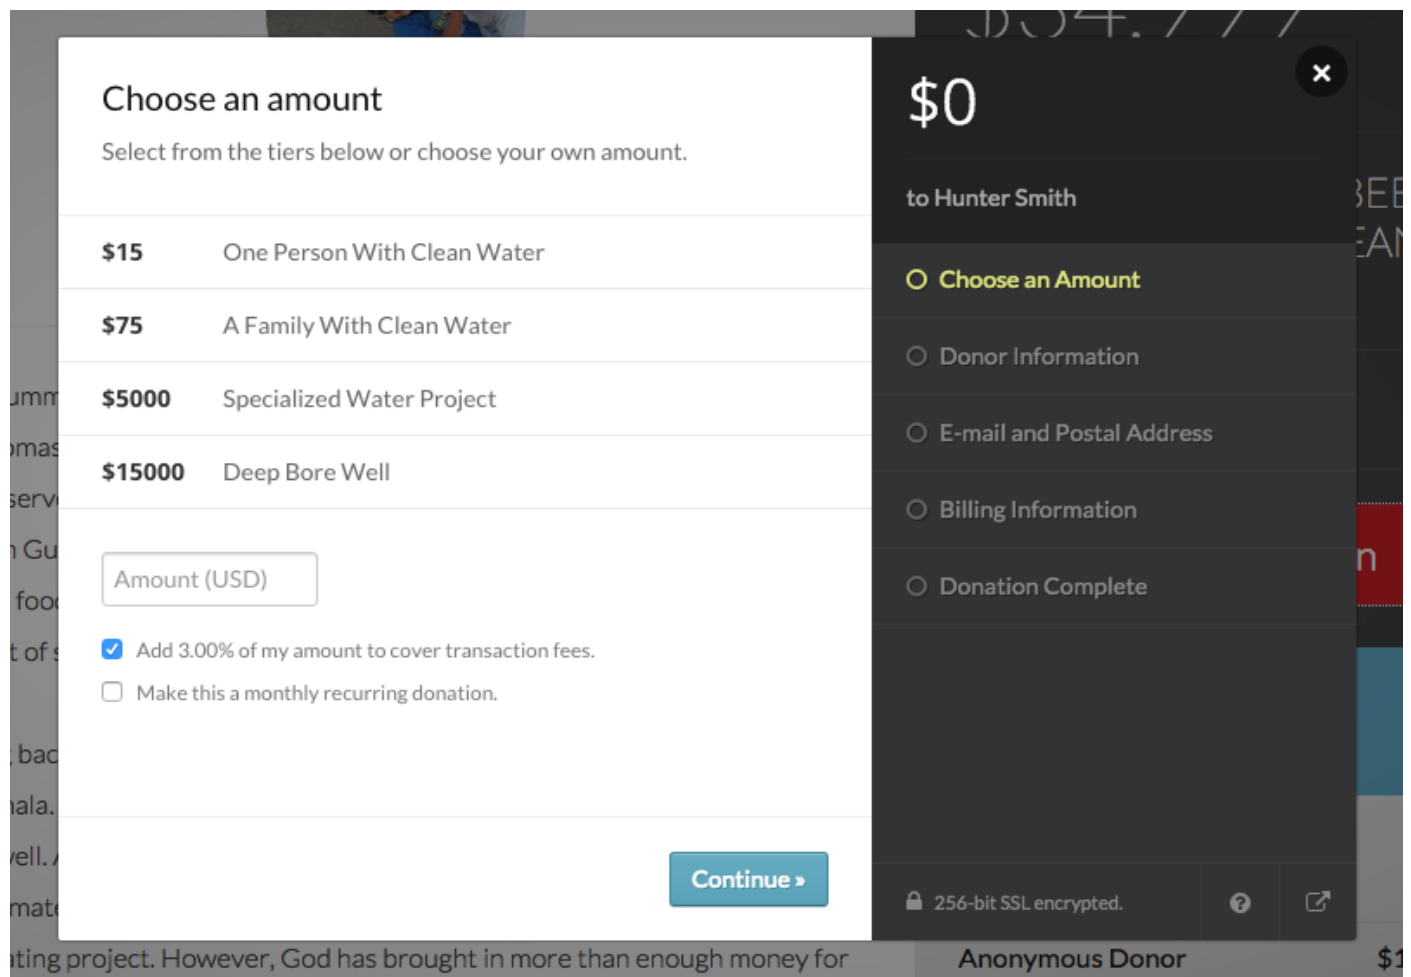 Choose an amount
Select from the tiers below or choose your own amount.
$15 One Person With Clean Water
$75 A Family With Clean Water
$5000 Specialized Water Project
$15000 Deep Bore Well
Amount (USD)
Add 3.00% of my amount to cover transaction fees.
Make this a monthly recurring donation.
Continue »
$0
to Hunter Smith
Choose an Amount
Donor Information
E-mail and Postal Address
Billing Information
Donation Complete
256-bit SSL encrypted.
t of
ating project. However, God has brought in more than enough money for
Anonymous Donor